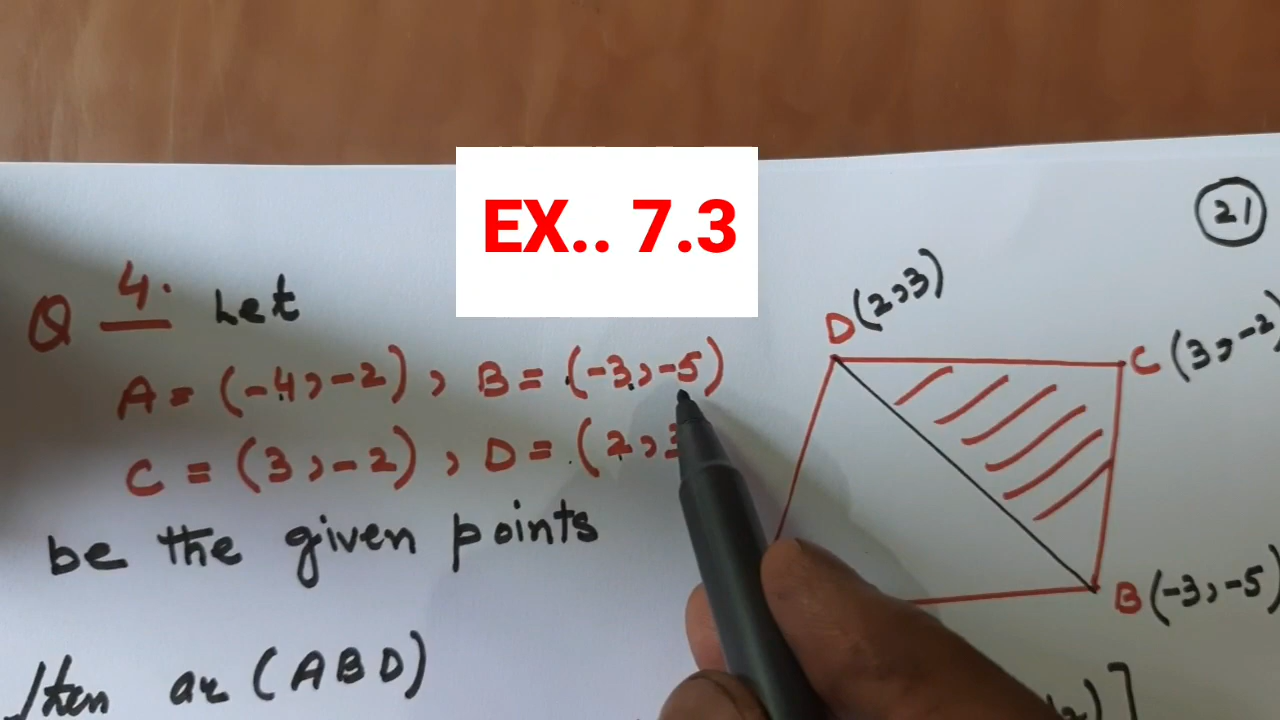 EX.. 7.3
21
Q 4. Let
A = (-4, -2), B = (-3, -5)
C = (3, -2), D = (2, 3
be the given points
Then ar (ABD)
D (2, 3)
C (3, -2)
B (-3, -5)